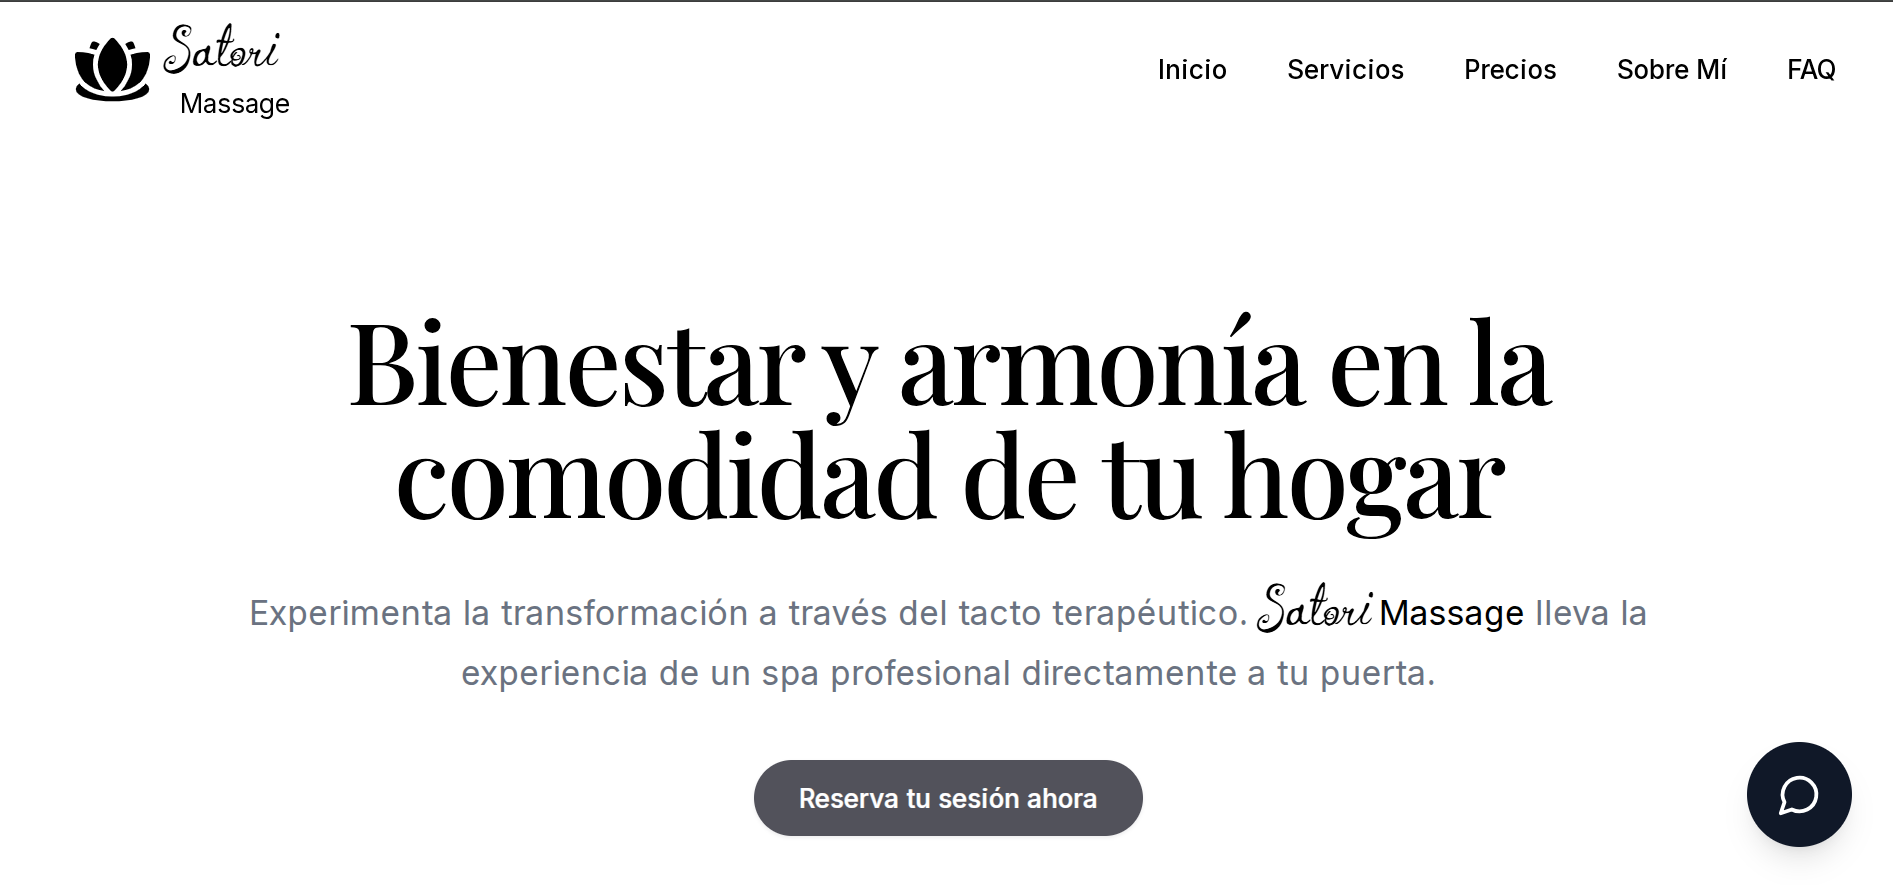 Satori
Massage
Inicio Servicios Precios Sobre Mí FAQ
Bienestar y armonía en la
comodidad de tu hogar
Experimenta la transformación a través del tacto terapéutico. Satori Massage lleva la
experiencia de un spa profesional directamente a tu puerta.
Reserva tu sesión ahora